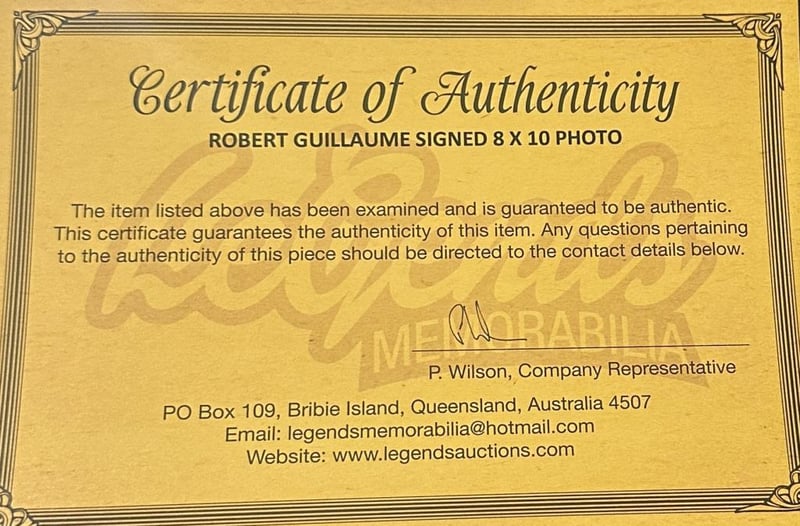 Certificate of Authenticity
ROBERT GUILLAUME SIGNED 8 X 10 PHOTO
The item listed above has been examined and is guaranteed to be authentic.
This certificate guarantees the authenticity of this item. Any questions pertaining
to the authenticity of this piece should be directed to the contact details below.
Legends
MEMORABILIA
P. Wilson, Company Representative
PO Box 109, Bribie Island, Queensland, Australia 4507
Email: legendsmemorabilia@hotmail.com
Website: www.legendsauctions.com